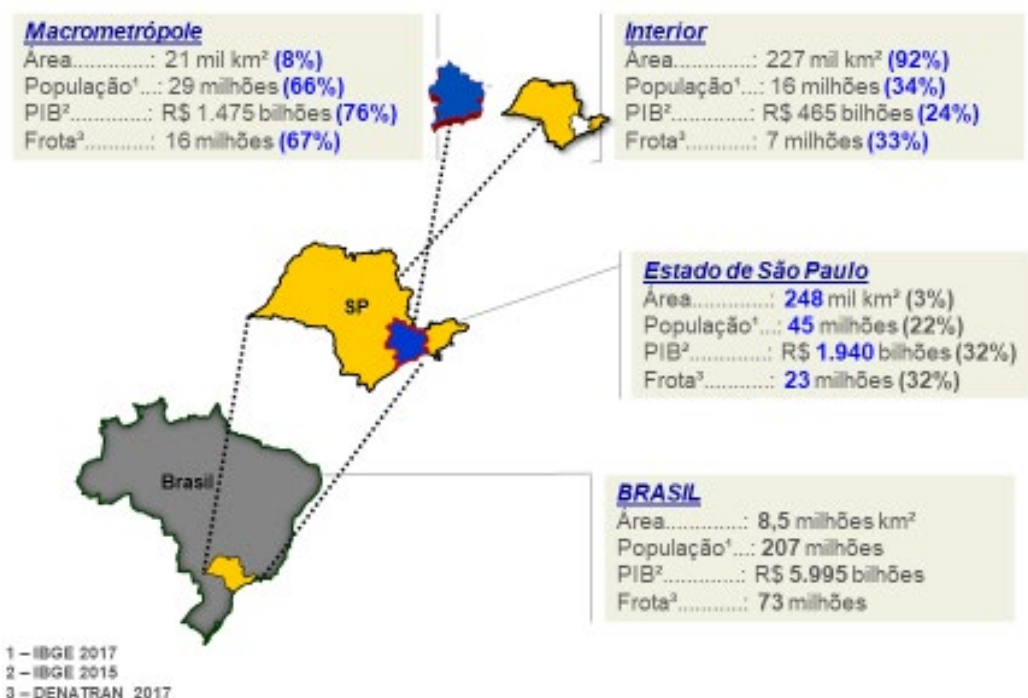 Macrometrópole
Área.............: 21 mil km² (8%)
População¹...: 29 milhões (66%)
PIB²..............: R$ 1.475 bilhões (76%)
Frota³............: 16 milhões (67%)
Interior
Área.............: 227 mil km² (92%)
População¹...: 16 milhões (34%)
PIB²..............: R$ 465 bilhões (24%)
Frota³............: 7 milhões (33%)
SP
Estado de São Paulo
Área.............: 248 mil km² (3%)
População¹...: 45 milhões (22%)
PIB²..............: R$ 1.940 bilhões (32%)
Frota³............: 23 milhões (32%)
Brasil
BRASIL
Área.............: 8,5 milhões km²
População¹...: 207 milhões
PIB²..............: R$ 5.995 bilhões
Frota³............: 73 milhões
1 – IBGE 2017
2 – IBGE 2015
3 – DENATRAN 2017